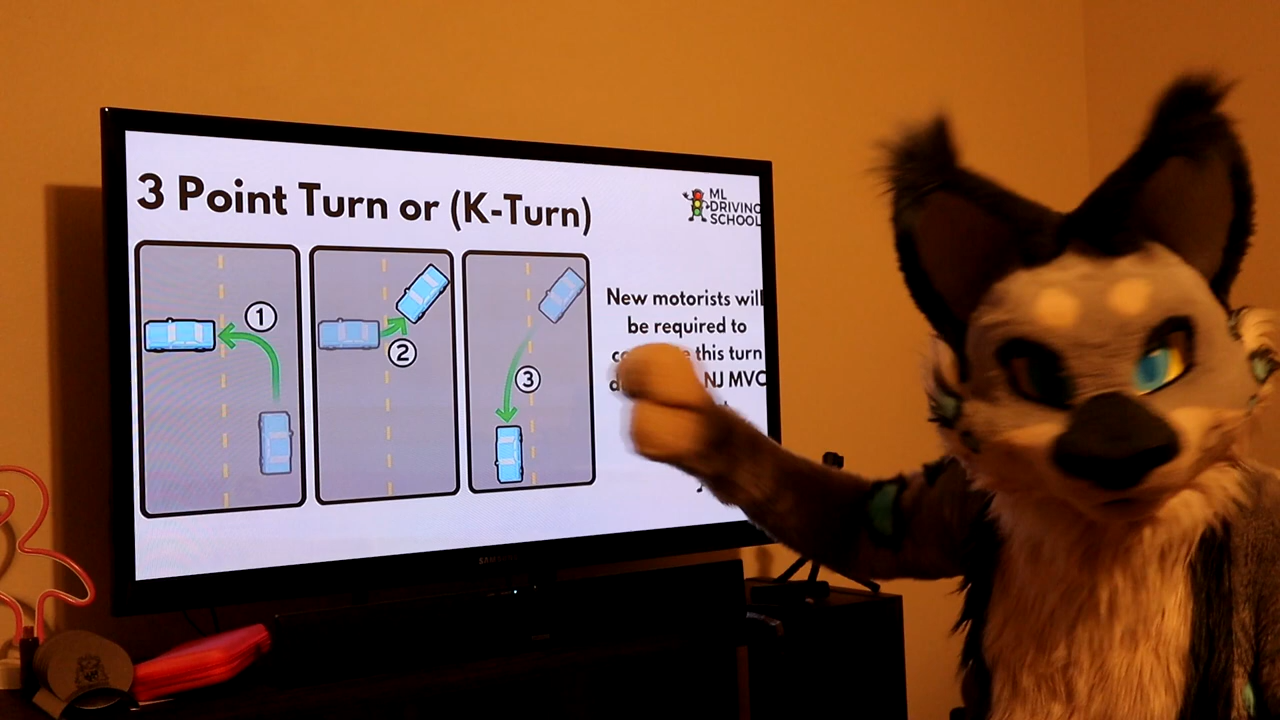 3 Point Turn or (K-Turn)
ML
DRIVING
SCHOOL
1
2
3
New motorists will
be required to
this turn
NJ MVC
SAMSUNG